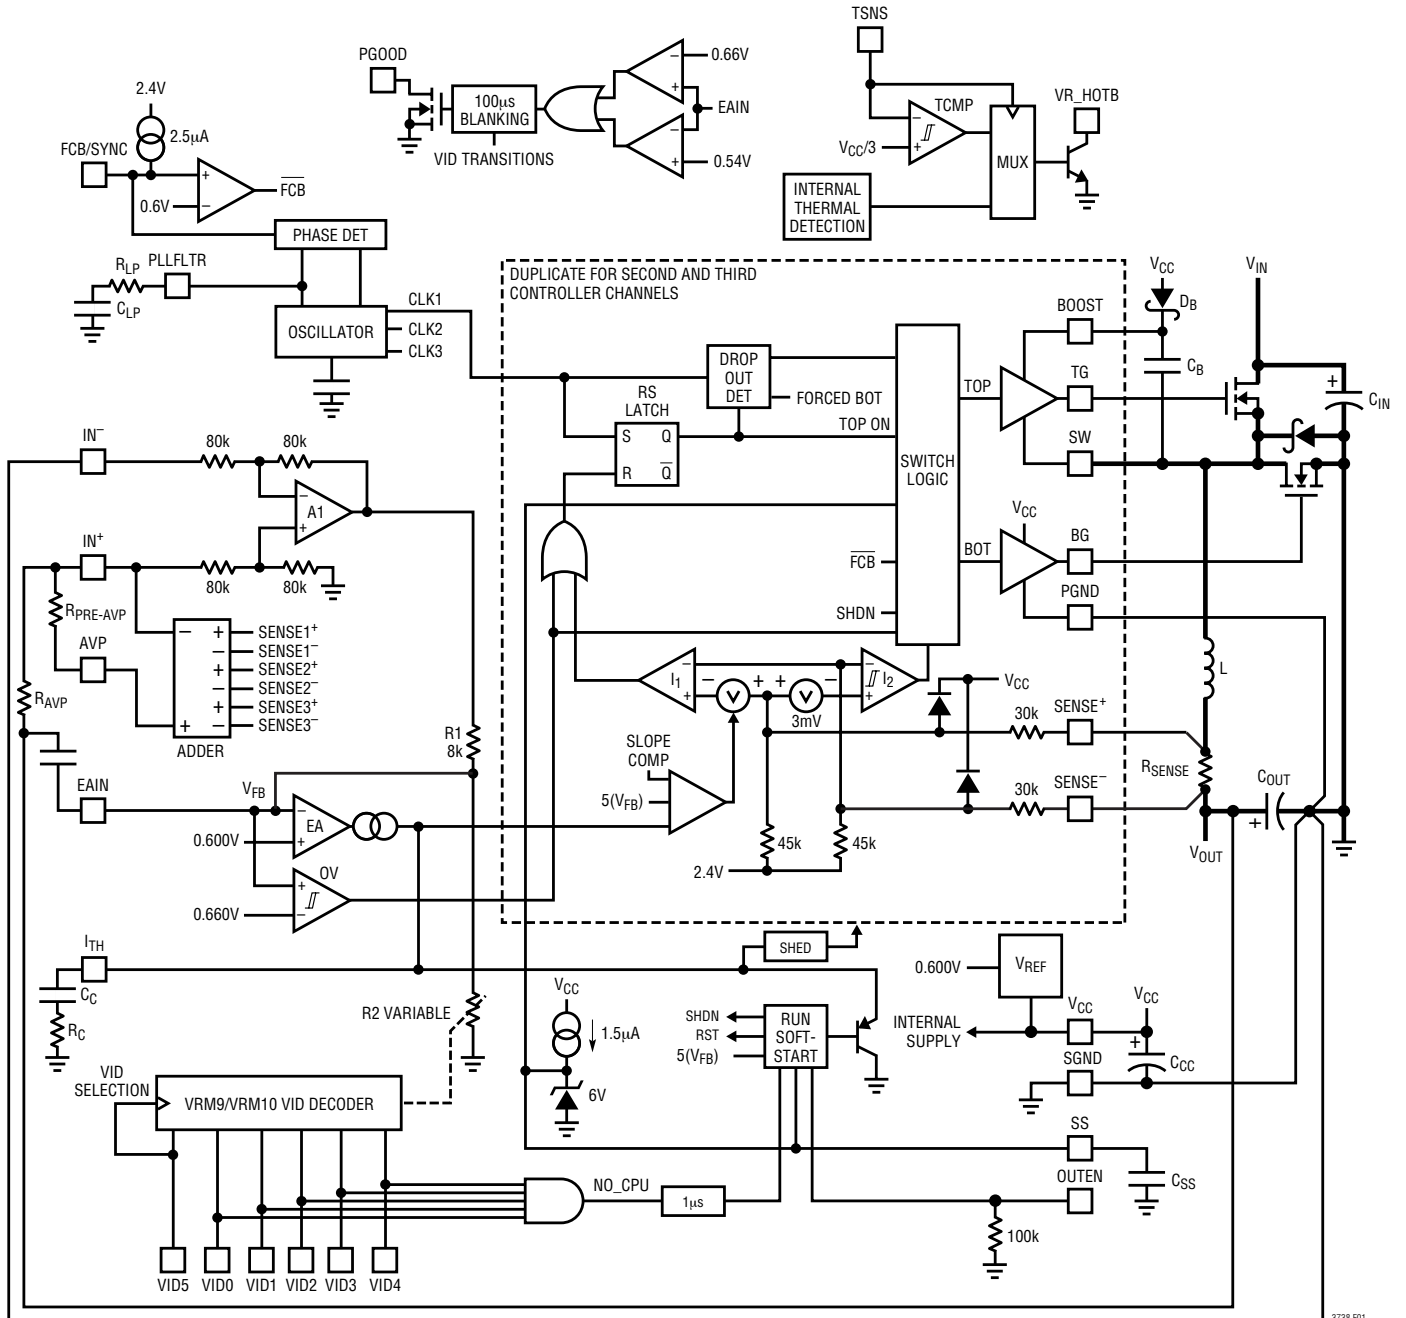 TSNS
PGOOD
0.66V
–
+
100µs
BLANKING
EAIN
–
+
0.54V
VID TRANSITIONS
2.4V
2.5µA
FCB/SYNC
+
–
FCB
0.6V
TCMP
–
+
VCC/3
MUX
VR_HOTB
INTERNAL
THERMAL
DETECTION
PHASE DET
RLP
PLLFLTR
CLP
OSCILLATOR
CLK1
CLK2
CLK3
DUPLICATE FOR SECOND AND THIRD
CONTROLLER CHANNELS
VCC
VIN
BOOST
DB
DROP
OUT
DET
CB
TOP
TG
+
CIN
FORCED BOT
RS
LATCH
TOP ON
S
Q
R
Q
SW
SWITCH
LOGIC
IN–
80k
80k
–
A1
+
VCC
BOT
BG
FCB
IN+
80k
80k
PGND
SHDN
RPRE-AVP
–
+
SENSE1+
–
SENSE1–
+
SENSE2+
–
SENSE2–
+
SENSE3+
+
–
SENSE3–
ADDER
AVP
RAVP
–
I1
+
–
+
+
–
3mV
–
I2
+
VCC
L
R1
8k
30k
SENSE+
SLOPE
COMP
RSENSE
COUT
EAIN
VFB
–
EA
+
0.600V
5(VFB)
30k
SENSE–
+
45k
45k
2.4V
VOUT
OV
+
–
0.660V
ITH
SHED
0.600V
VREF
CC
RC
R2 VARIABLE
VCC
1.5µA
SHDN
RST
5(VFB)
RUN
SOFT-
START
INTERNAL
SUPPLY
VCC
VCC
+
CCC
SGND
VID
SELECTION
VRM9/VRM10 VID DECODER
6V
SS
OUTEN
CSS
NO_CPU
1µs
100k
VID5
VID0
VID1
VID2
VID3
VID4
3738 F01